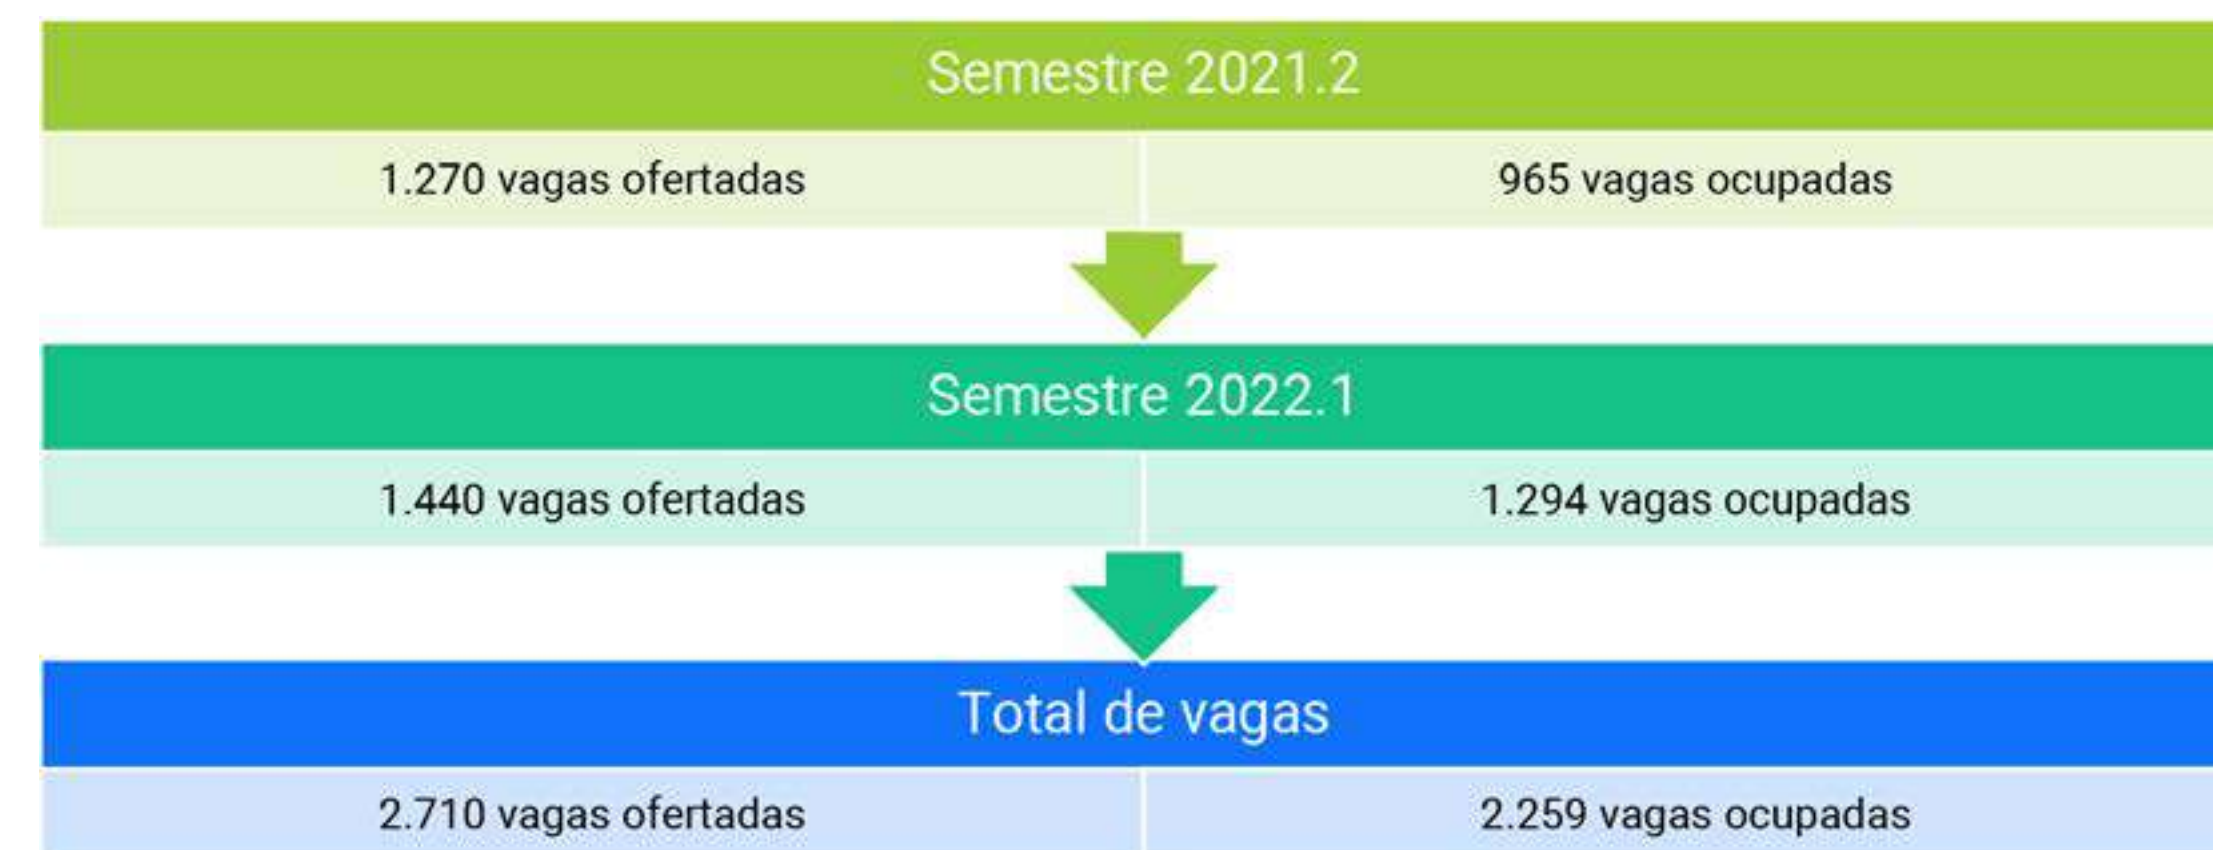 Semestre 2021.2
1.270 vagas ofertadas
965 vagas ocupadas
Semestre 2022.1
1.440 vagas ofertadas
1.294 vagas ocupadas
Total de vagas
2.710 vagas ofertadas
2.259 vagas ocupadas